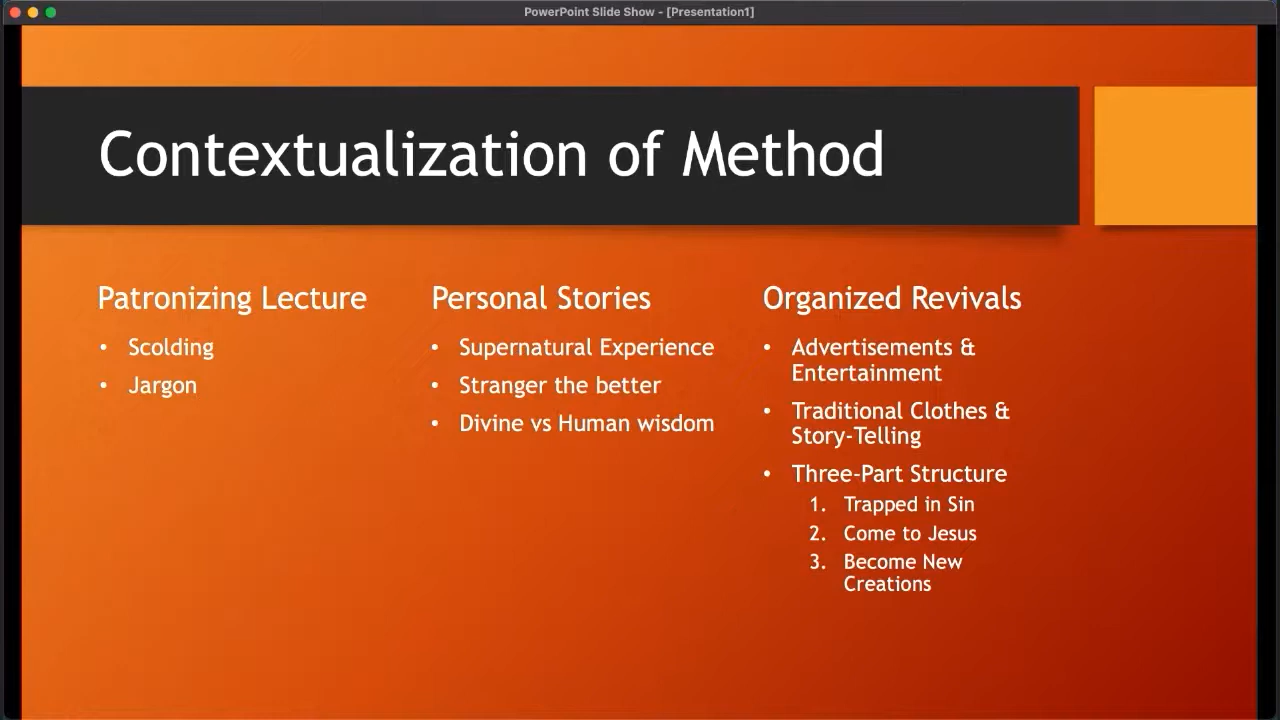 PowerPoint Slide Show - [Presentation1]
Contextualization of Method
Patronizing Lecture
• Scolding
• Jargon
Personal Stories
• Supernatural Experience
• Stranger the better
• Divine vs Human wisdom
Organized Revivals
• Advertisements &
Entertainment
• Traditional Clothes &
Story-Telling
• Three-Part Structure
1. Trapped in Sin
2. Come to Jesus
3. Become New
Creations